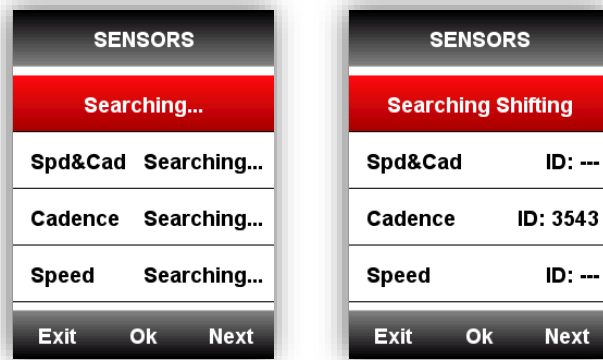 SENSORS
Searching...
Spd&Cad Searching...
Cadence Searching...
Speed Searching...
Exit Ok Next
SENSORS
Searching Shifting
Spd&Cad ID: ---
Cadence ID: 3543
Speed ID: ---
Exit Ok Next